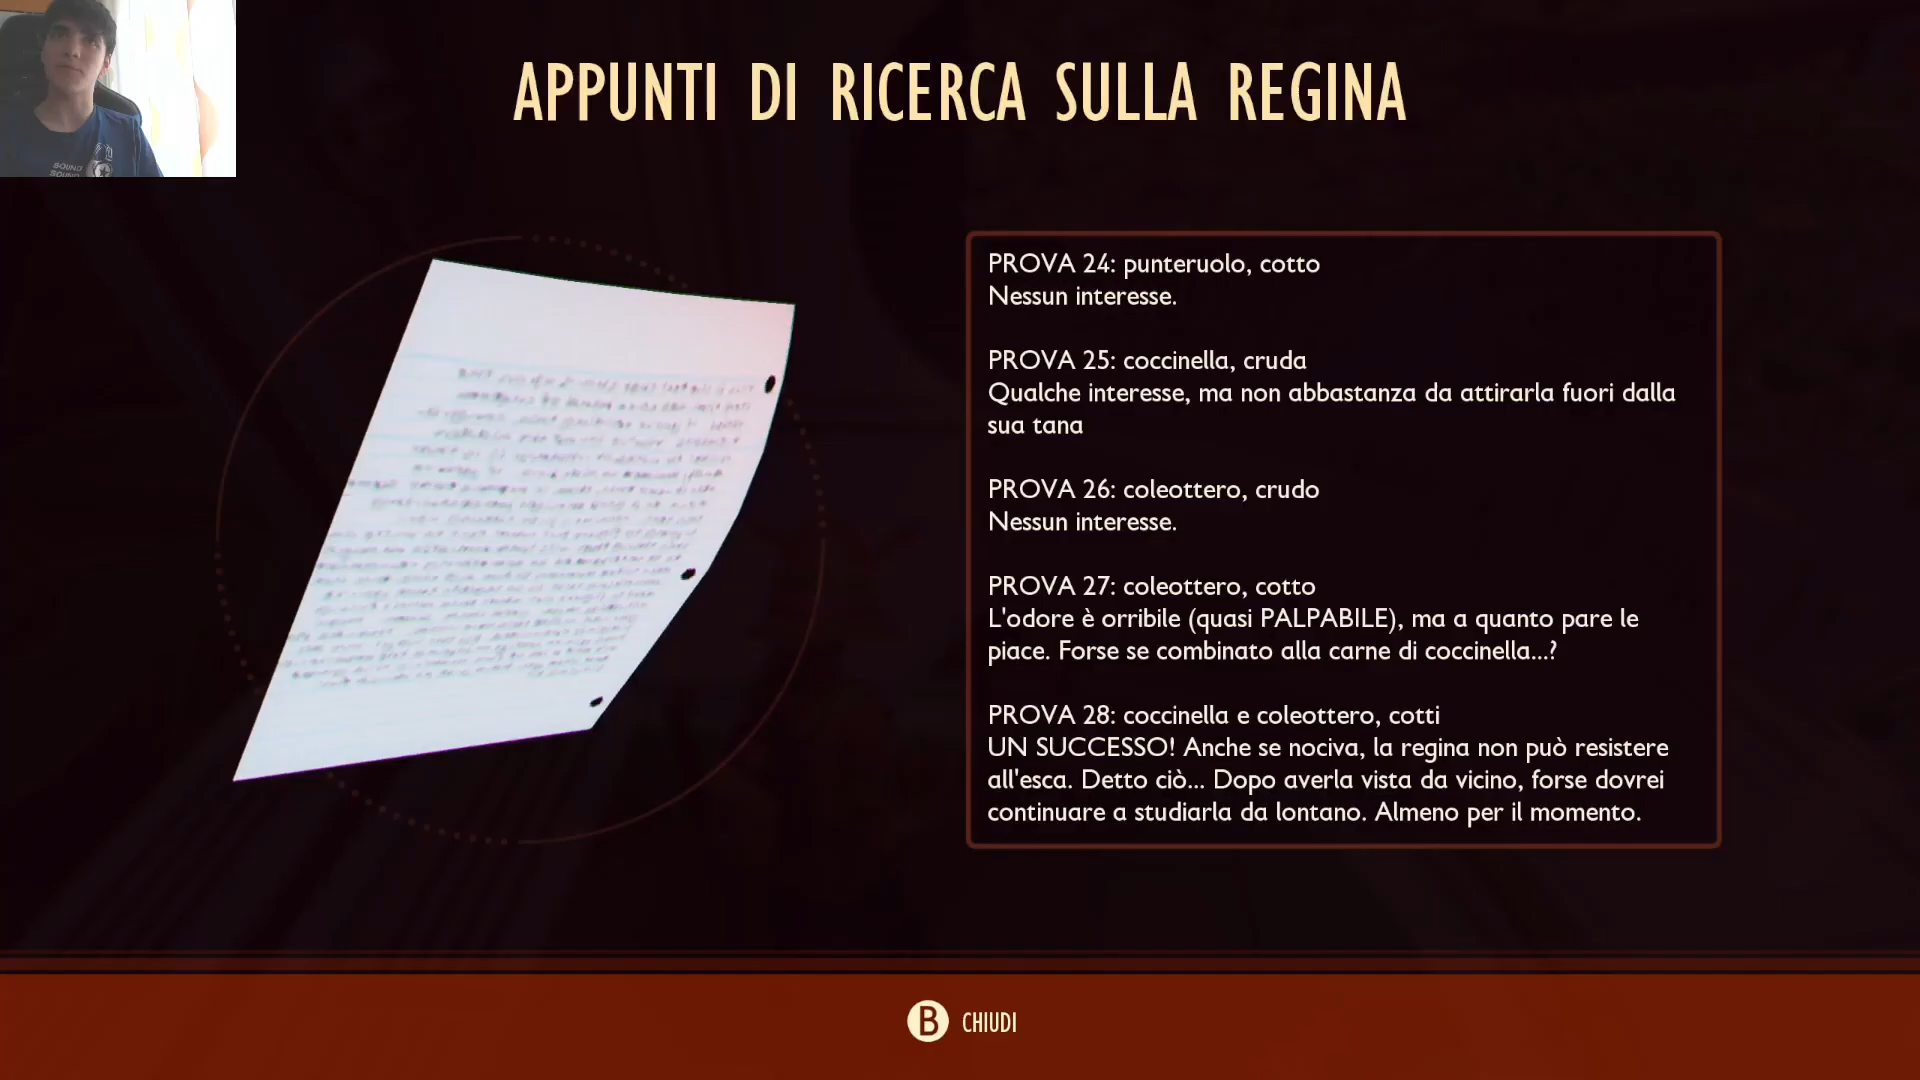 SOUND
SOUND
APPUNTI DI RICERCA SULLA REGINA
PROVA 24: punteruolo, cotto
Nessun interesse.
PROVA 25: coccinella, cruda
Qualche interesse, ma non abbastanza da attirarla fuori dalla
sua tana
PROVA 26: coleottero, crudo
Nessun interesse.
PROVA 27: coleottero, cotto
L'odore è orribile (quasi PALPABILE), ma a quanto pare le
piace. Forse se combinato alla carne di coccinella...?
PROVA 28: coccinella e coleottero, cotti
UN SUCCESSO! Anche se nociva, la regina non può resistere
all'esca. Detto ciò... Dopo averla vista da vicino, forse dovrei
continuare a studiarla da lontano. Almeno per il momento.
B CHIUDI